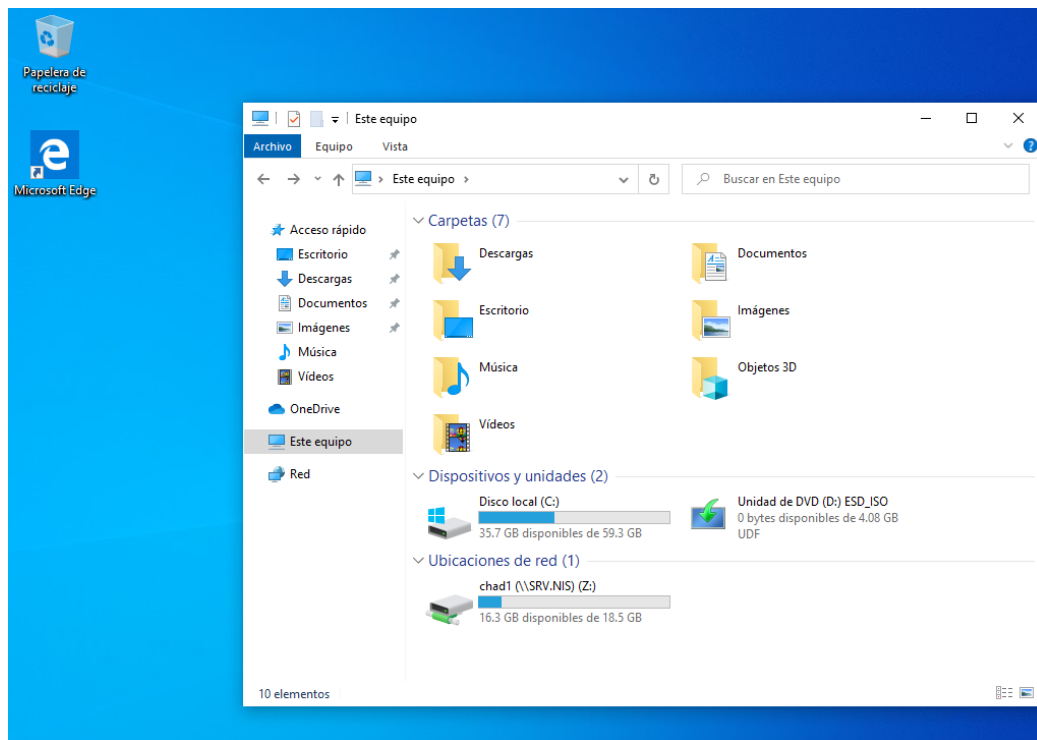 Papelera de
reciclaje
Microsoft Edge
Este equipo
Archivo Equipo Vista
Este equipo
Buscar en Este equipo
Acceso rápido
Escritorio
Descargas
Documentos
Imágenes
Música
Vídeos
OneDrive
Este equipo
Red
Carpetas (7)
Descargas
Documentos
Escritorio
Imágenes
Música
Objetos 3D
Vídeos
Dispositivos y unidades (2)
Disco local (C:)
35.7 GB disponibles de 59.3 GB
Unidad de DVD (D:) ESD_ISO
0 bytes disponibles de 4.08 GB
UDF
Ubicaciones de red (1)
chad1 (\\SRV.NIS) (Z:)
16.3 GB disponibles de 18.5 GB
10 elementos